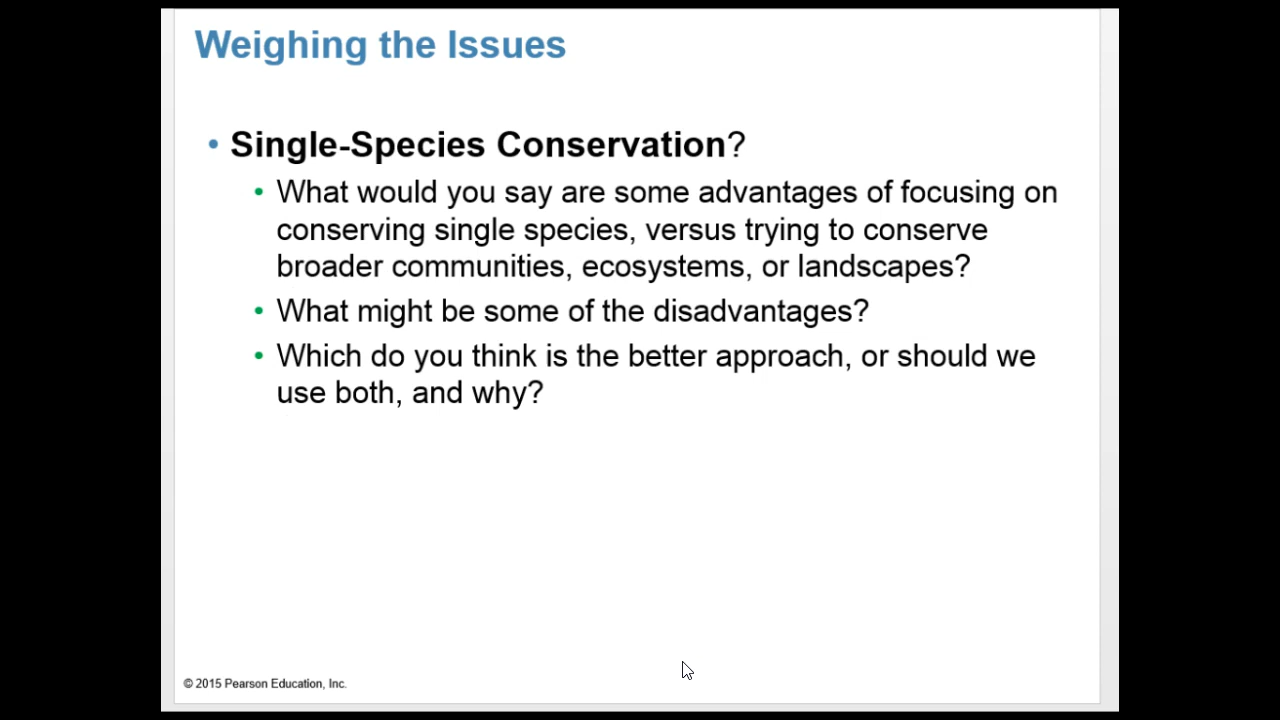 Weighing the Issues
• Single-Species Conservation?
• What would you say are some advantages of focusing on
conserving single species, versus trying to conserve
broader communities, ecosystems, or landscapes?
• What might be some of the disadvantages?
• Which do you think is the better approach, or should we
use both, and why?
© 2015 Pearson Education, Inc.